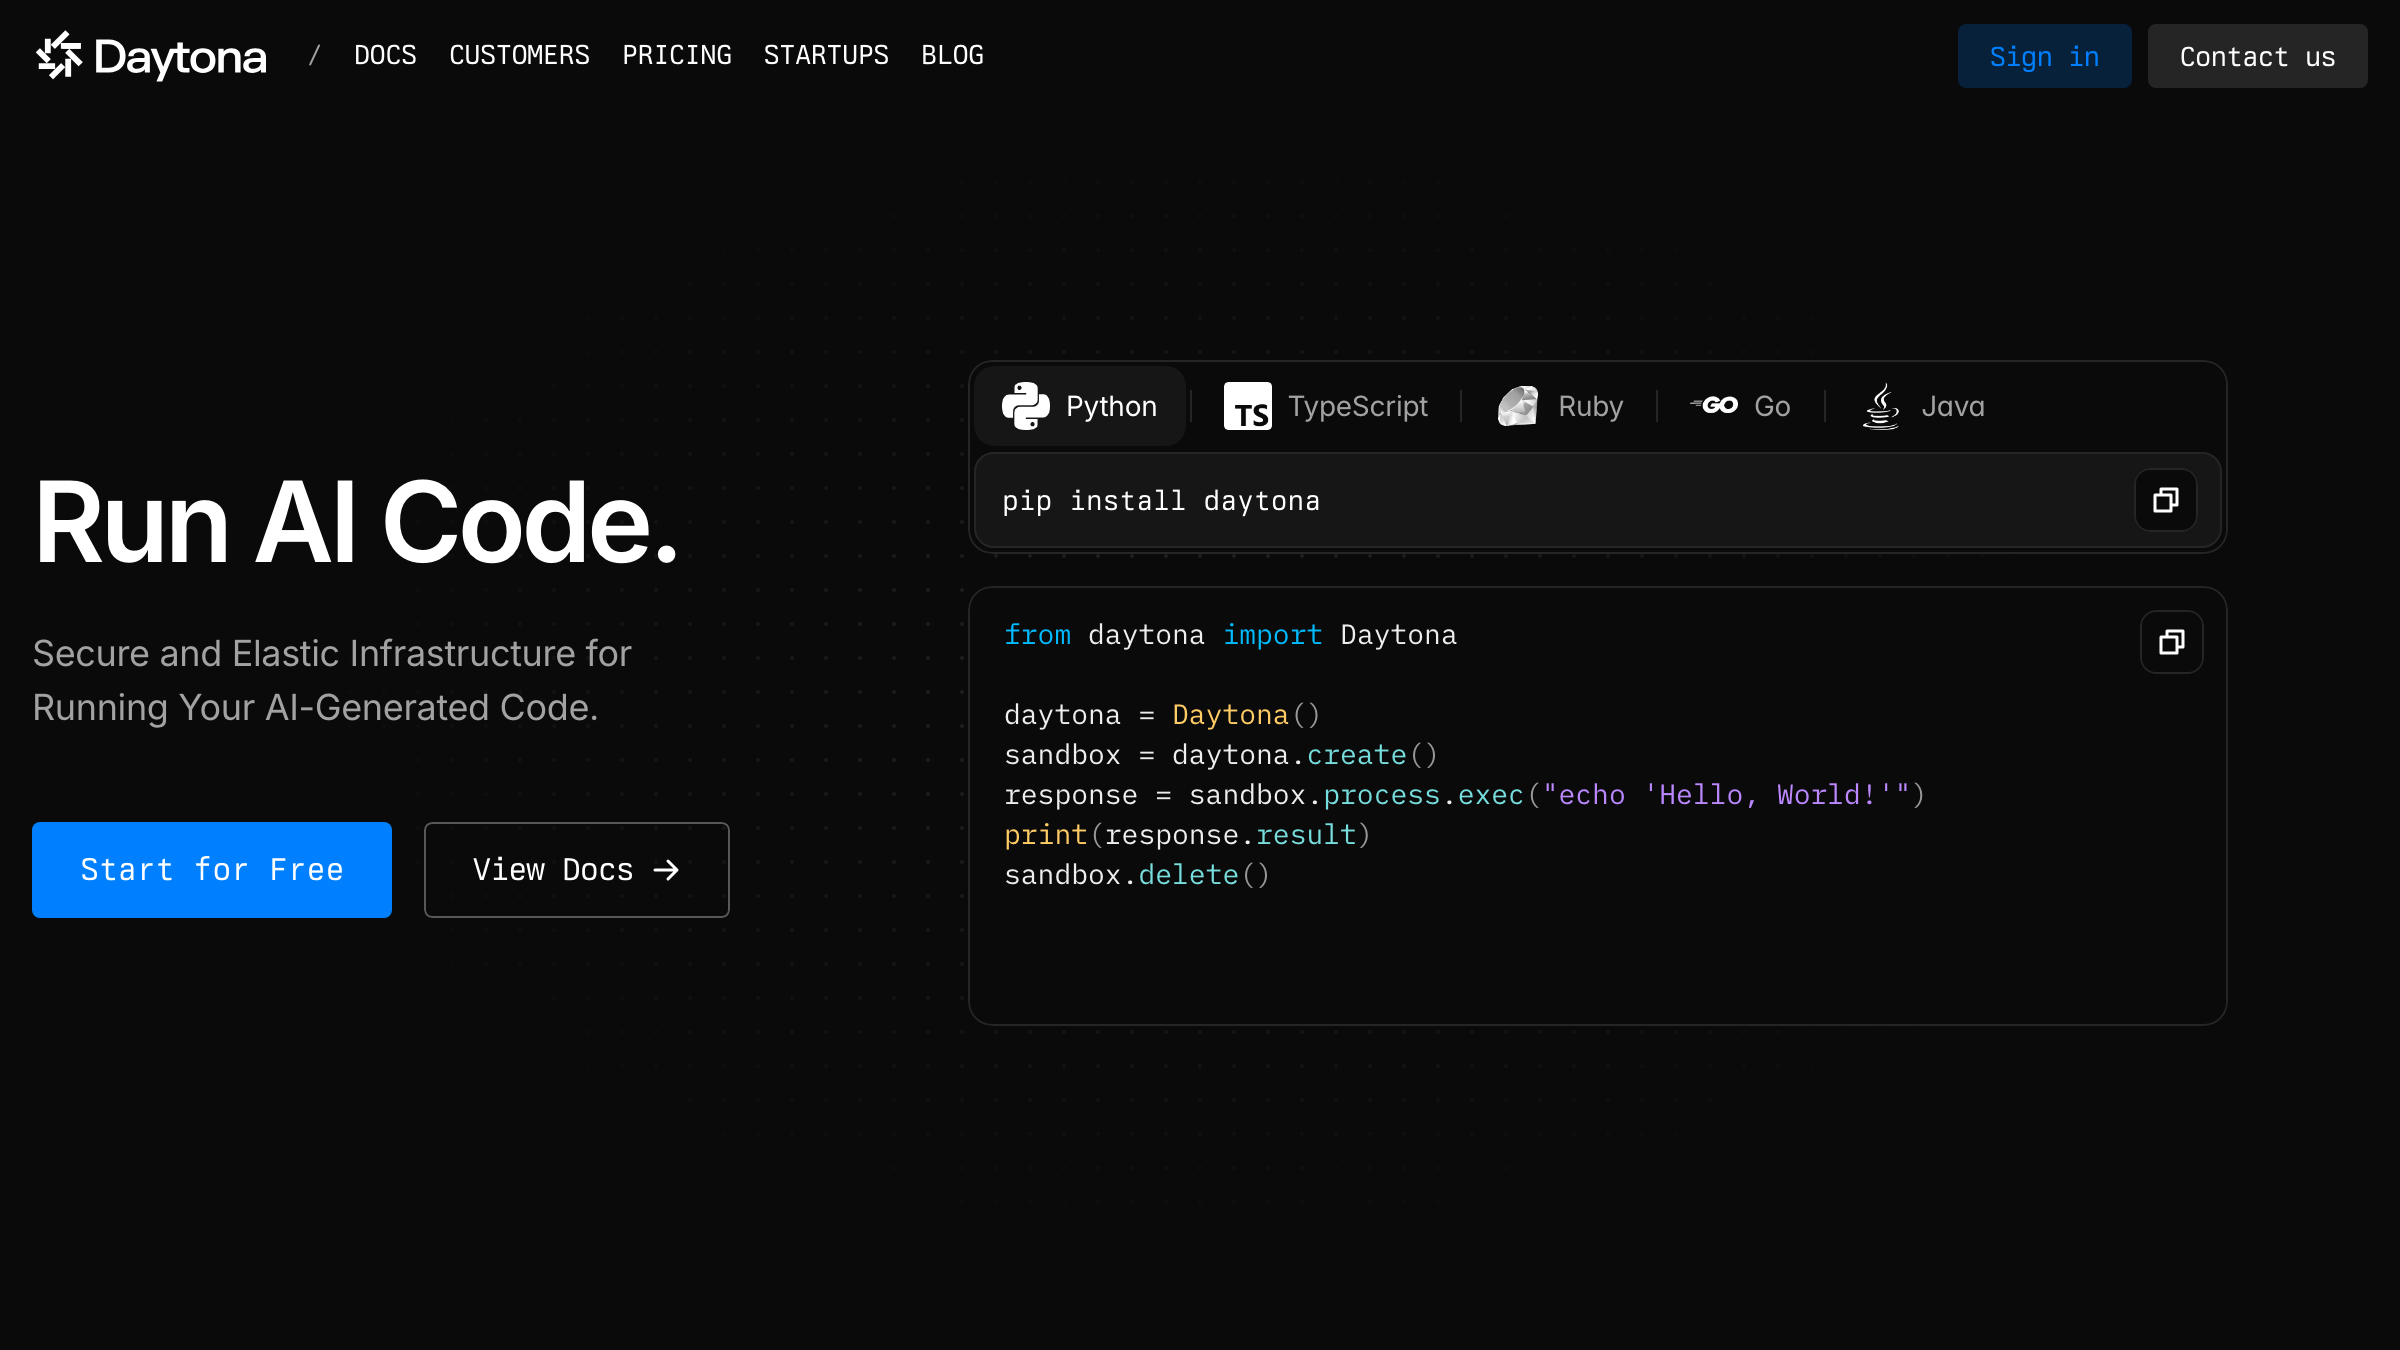 Daytona / DOCS CUSTOMERS PRICING STARTUPS BLOG Sign in Contact us
Run AI Code.
Secure and Elastic Infrastructure for
Running Your AI-Generated Code.
Start for Free View Docs →
Python TS TypeScript Ruby GO Go Java
pip install daytona
from daytona import Daytona
daytona = Daytona()
sandbox = daytona.create()
response = sandbox.process.exec("echo 'Hello, World!'")
print(response.result)
sandbox.delete()